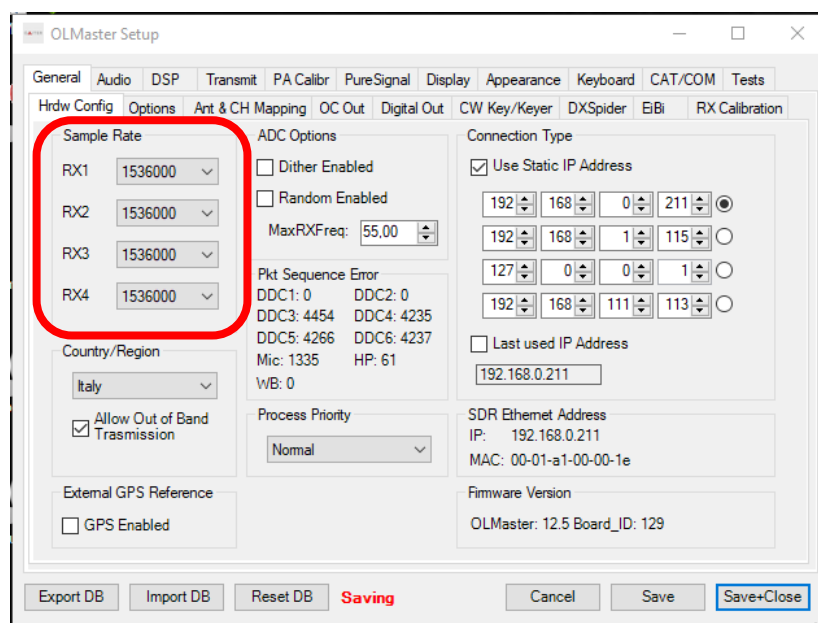 OLMaster Setup
General Audio DSP Transmit PA Calibr PureSignal Display Appearance Keyboard CAT/COM Tests
Hrdw Config Options Ant & CH Mapping OC Out Digital Out CW Key/Keyer DXSpider EiBi RX Calibration
Sample Rate
RX1 1536000
RX2 1536000
RX3 1536000
RX4 1536000
Country/Region
Italy
Allow Out of Band
Trasmission
External GPS Reference
GPS Enabled
ADC Options
Dither Enabled
Random Enabled
MaxRXFreq: 55,00
Pkt Sequence Error
DDC1: 0 DDC2: 0
DDC3: 4454 DDC4: 4235
DDC5: 4266 DDC6: 4237
Mic: 1335 HP: 61
WB: 0
Process Priority
Normal
Connection Type
Use Static IP Address
192 168 0 211
192 168 1 115
127 0 0 1
192 168 111 113
Last used IP Address
192.168.0.211
SDR Ethernet Address
IP: 192.168.0.211
MAC: 00-01-a1-00-00-1e
Firmware Version
OLMaster: 12.5 Board_ID: 129
Export DB Import DB Reset DB Saving Cancel Save Save+Close